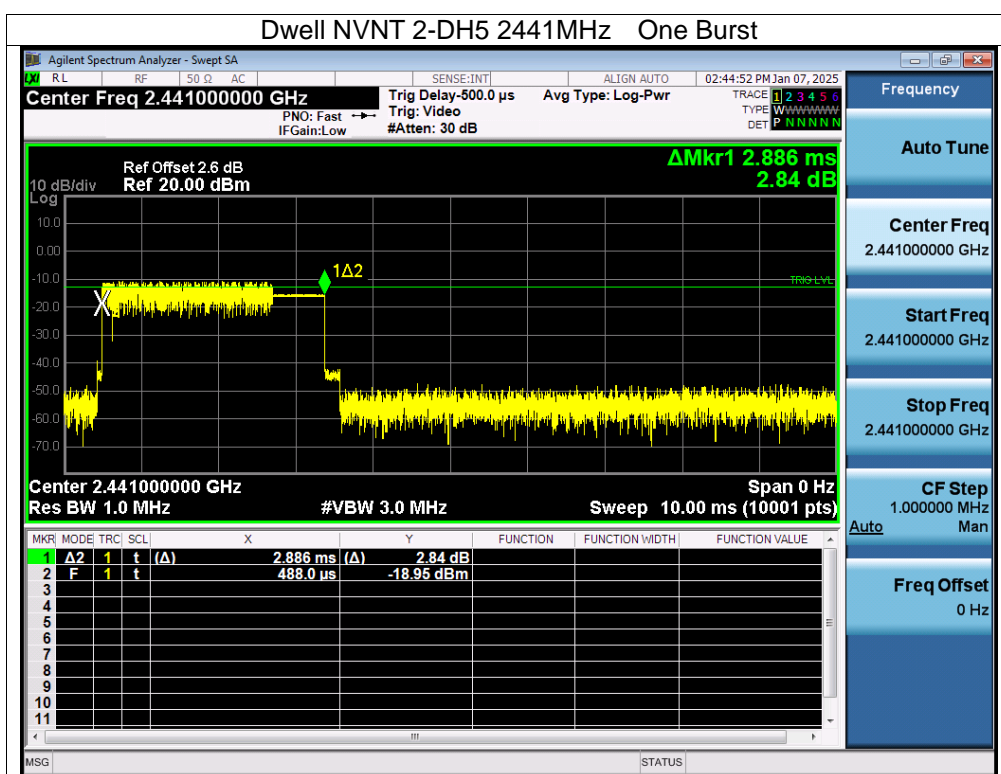 Dwell NVNT 2-DH5 2441MHz One Burst
Agilent Spectrum Analyzer - Swept SA
LXI RL RF 50 Ω AC SENSE:INT ALIGN AUTO 02:44:52 PM Jan 07, 2025
Center Freq 2.441000000 GHz Trig Delay-500.0 µs Avg Type: Log-Pwr TRACE 1 2 3 4 5 6
PNO: Fast Trig: Video TYPE WWWWWW
IFGain:Low #Atten: 30 dB DET P N N N N N
Frequency
Auto Tune
Center Freq
2.441000000 GHz
Start Freq
2.441000000 GHz
Stop Freq
2.441000000 GHz
CF Step
1.000000 MHz
Auto Man
Freq Offset
0 Hz
ΔMkr1 2.886 ms
2.84 dB
Ref Offset 2.6 dB
10 dB/div Ref 20.00 dBm
Log
10.0
0.00
-10.0
-20.0
-30.0
-40.0
-50.0
-60.0
-70.0
1Δ2
TRIG LVL
X2
Center 2.441000000 GHz Span 0 Hz
Res BW 1.0 MHz #VBW 3.0 MHz Sweep 10.00 ms (10001 pts)
MKR MODE TRC SCL X Y FUNCTION FUNCTION WIDTH FUNCTION VALUE
1 Δ2 1 t (Δ) 2.886 ms (Δ) 2.84 dB
2 F 1 t 488.0 µs -18.95 dBm
3
4
5
6
7
8
9
10
11
MSG STATUS